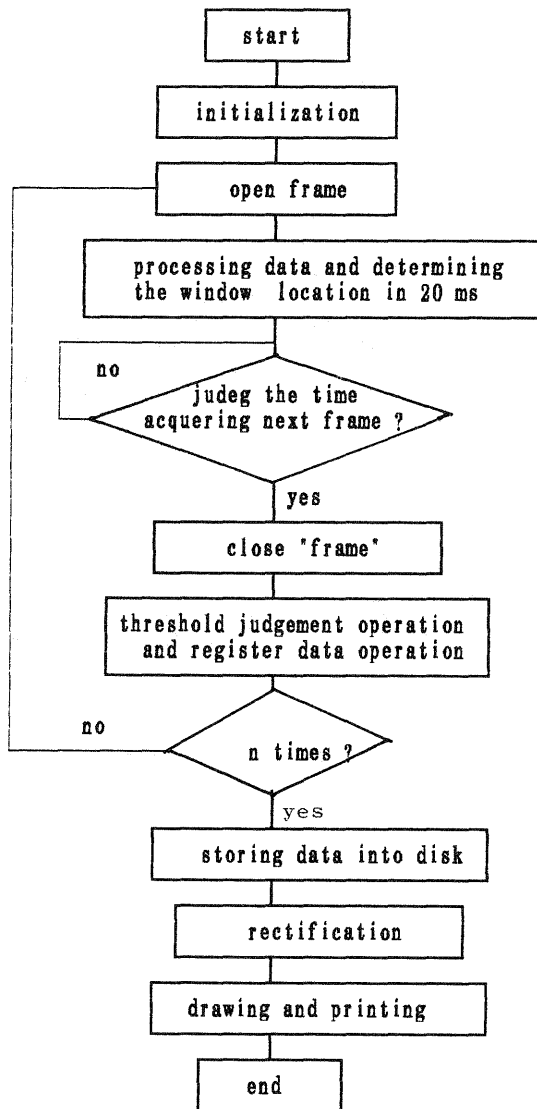 start
initialization
open frame
processing data and determining
the window location in 20 ms
no
judeg the time
acquering next frame ?
yes
close "frame"
threshold judgement operation
and register data operation
no
n times ?
yes
storing data into disk
rectification
drawing and printing
end